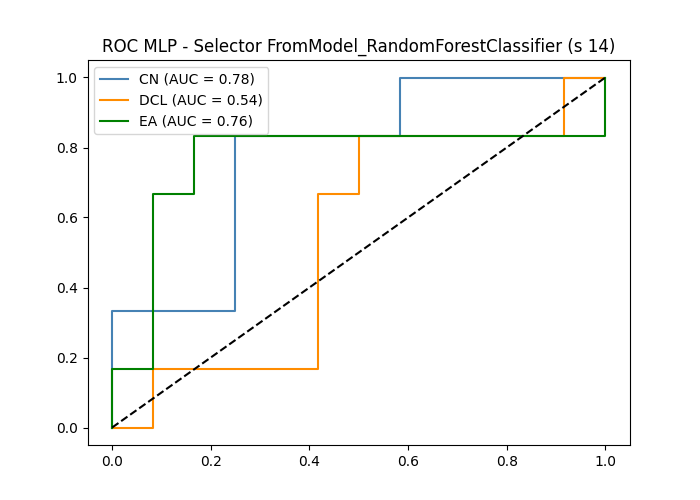 ROC MLP - Selector FromModel_RandomForestClassifier (s 14)
CN (AUC = 0.78)
DCL (AUC = 0.54)
EA (AUC = 0.76)
1.0
0.8
0.6
0.4
0.2
0.0
0.0 0.2 0.4 0.6 0.8 1.0